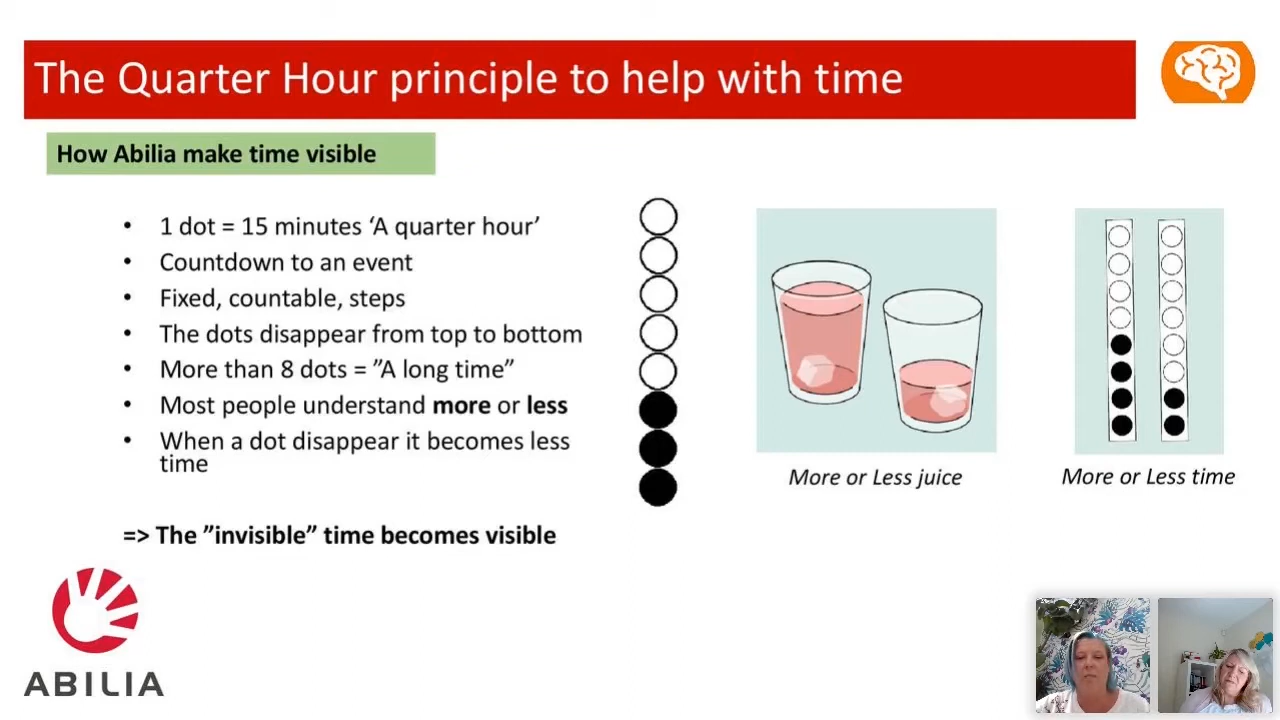 The Quarter Hour principle to help with time
How Abilia make time visible
• 1 dot = 15 minutes ‘A quarter hour’
• Countdown to an event
• Fixed, countable, steps
• The dots disappear from top to bottom
• More than 8 dots = ”A long time”
• Most people understand more or less
• When a dot disappear it becomes less
time
=> The ”invisible” time becomes visible
More or Less juice
More or Less time
ABILIA